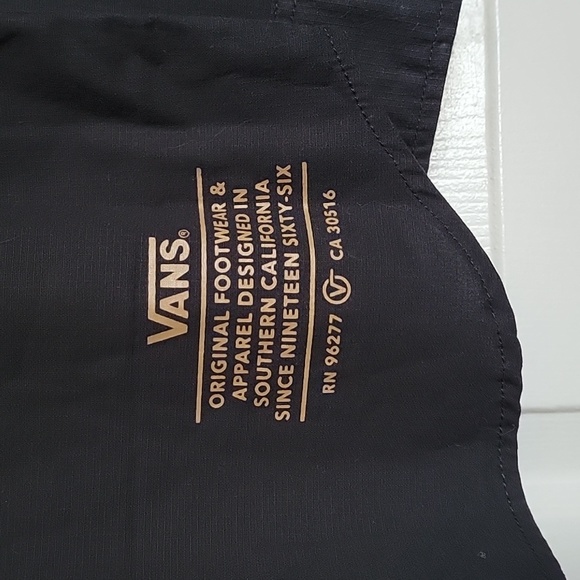 VANS®
ORIGINAL FOOTWEAR &
APPAREL DESIGNED IN
SOUTHERN CALIFORNIA
SINCE NINETEEN SIXTY-SIX
RN 96277 V CA 30516